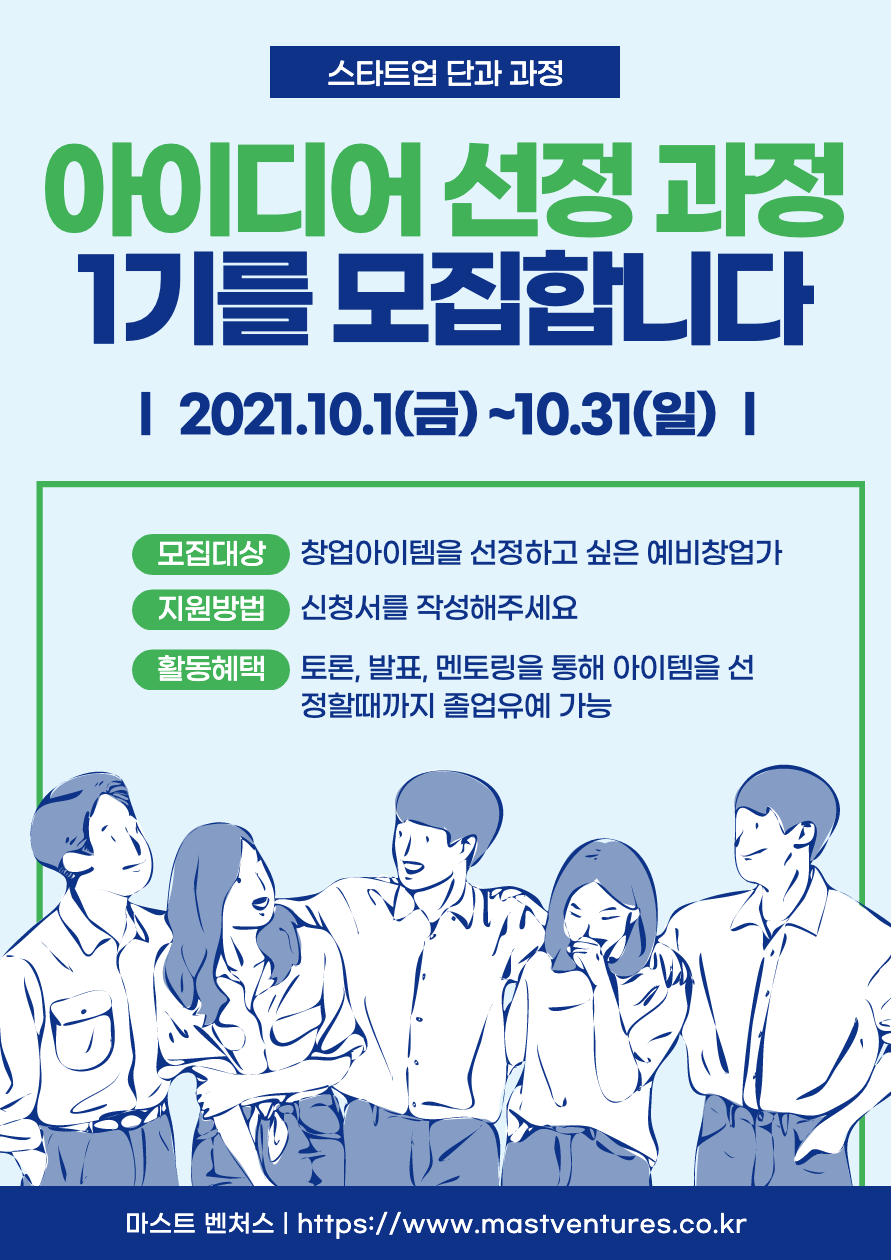 스타트업 단과 과정
아이디어 선정 과정
1기를 모집합니다
| 2021.10.1(금) ~10.31(일) |
모집대상 창업아이템을 선정하고 싶은 예비창업가
지원방법 신청서를 작성해주세요
활동혜택 토론, 발표, 멘토링을 통해 아이템을 선
정할때까지 졸업유예 가능
마스트 벤처스 | https://www.mastventures.co.kr